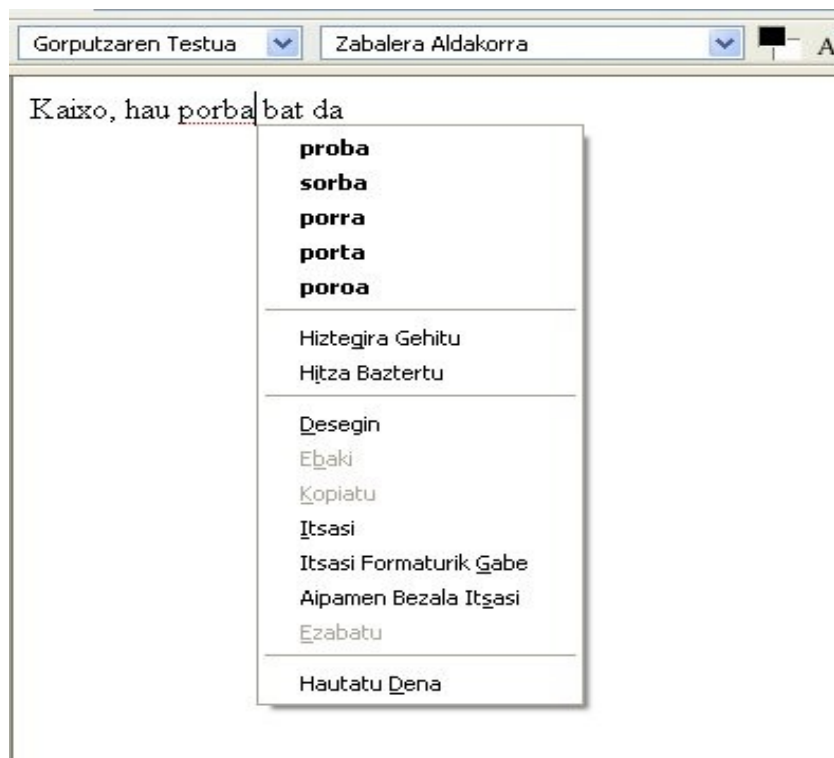 Gorputzaren Testua Zabalera Aldakorra A
Kaixo, hau porba bat da
proba
sorba
porra
porta
poroa
Hiztegira Gehitu
Hitza Baztertu
Desegin
Ebaki
Kopiatu
Itsasi
Itsasi Formaturik Gabe
Aipamen Bezala Itsasi
Ezabatu
Hautatu Dena